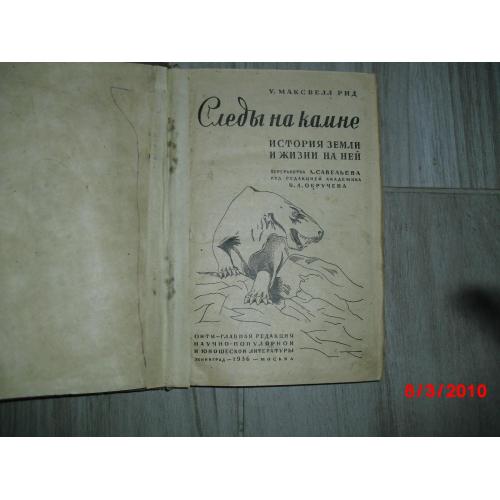 У. МАКСВЕЛЛ РИД
Следы на камне
ИСТОРИЯ ЗЕМЛИ
И ЖИЗНИ НА НЕЙ
ПЕРЕРАБОТКА А. САВЕЛЬЕВА
ПОД РЕДАКЦИЕЙ АКАДЕМИКА
В. А. ОБРУЧЕВА
ОНТИ-ГЛАВНАЯ РЕДАКЦИЯ
НАУЧНО-ПОПУЛЯРНОЙ
И ЮНОШЕСКОЙ ЛИТЕРАТУРЫ
ЛЕНИНГРАД — 1936 — МОСКВА
6/3/2010